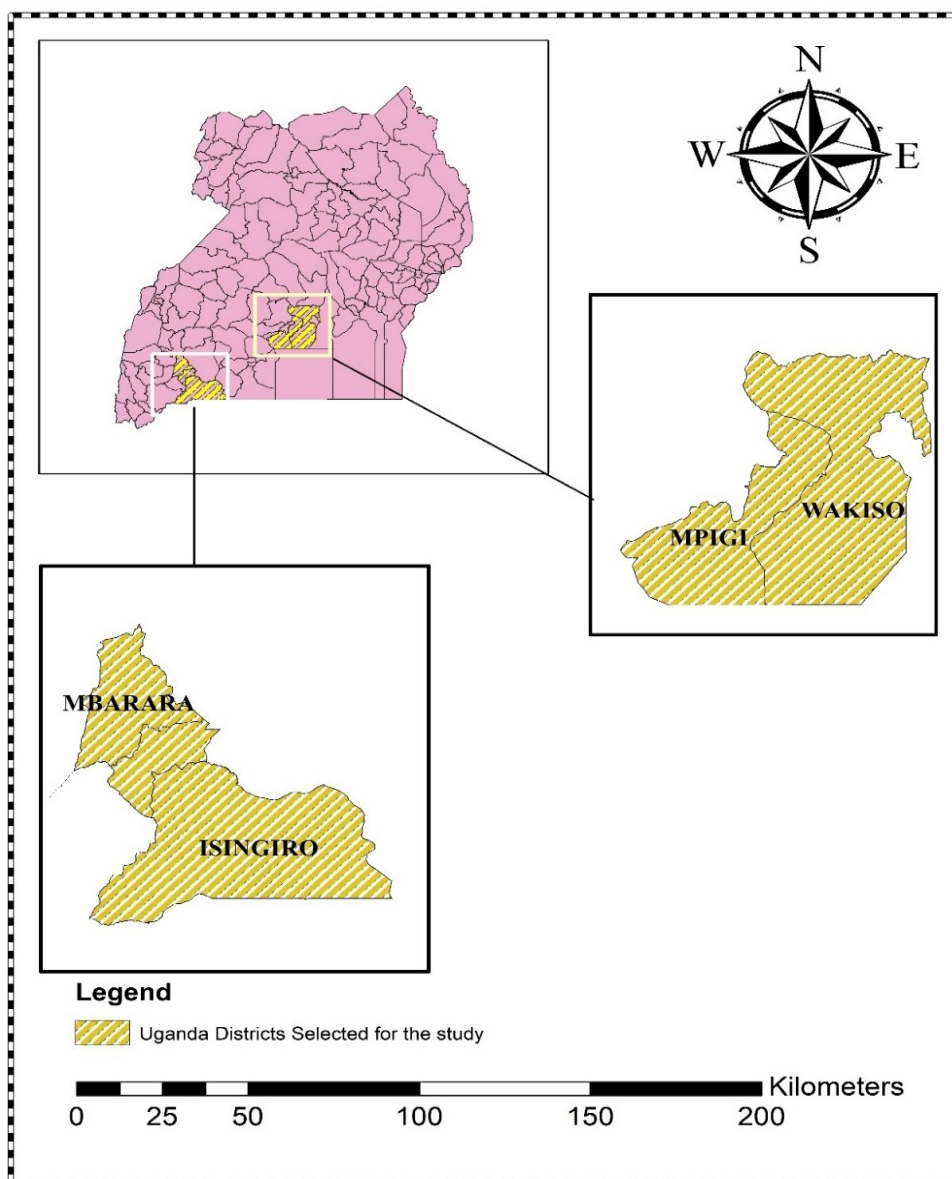 N
W E
S
WAKISO
MPIGI
MBARARA
ISINGIRO
Legend
Uganda Districts Selected for the study
Kilometers
0 25 50 100 150 200